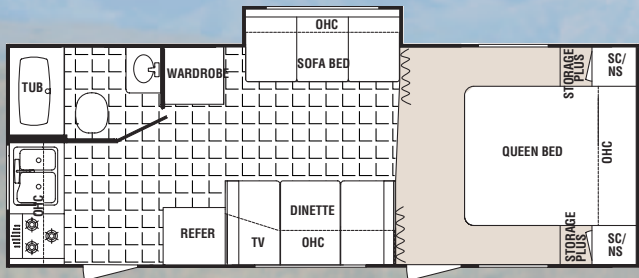 OHC
SOFA BED
WARDROBE
TUB
STORAGE
PLUS
SC/
NS
QUEEN BED
OHC
OHC
REFER
TV
DINETTE
OHC
STORAGE
PLUS
SC/
NS